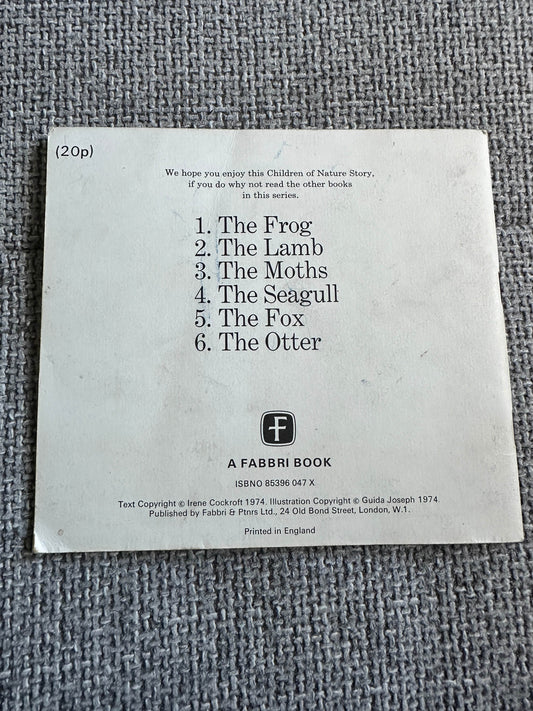 (20p)
We hope you enjoy this Children of Nature Story,
if you do why not read the other books
in this series.
1. The Frog
2. The Lamb
3. The Moths
4. The Seagull
5. The Fox
6. The Otter
F
A FABBRI BOOK
ISBNO 85396 047 X
Text Copyright © Irene Cockroft 1974. Illustration Copyright © Guida Joseph 1974.
Published by Fabbri & Ptnrs Ltd., 24 Old Bond Street, London, W.1.
Printed in England